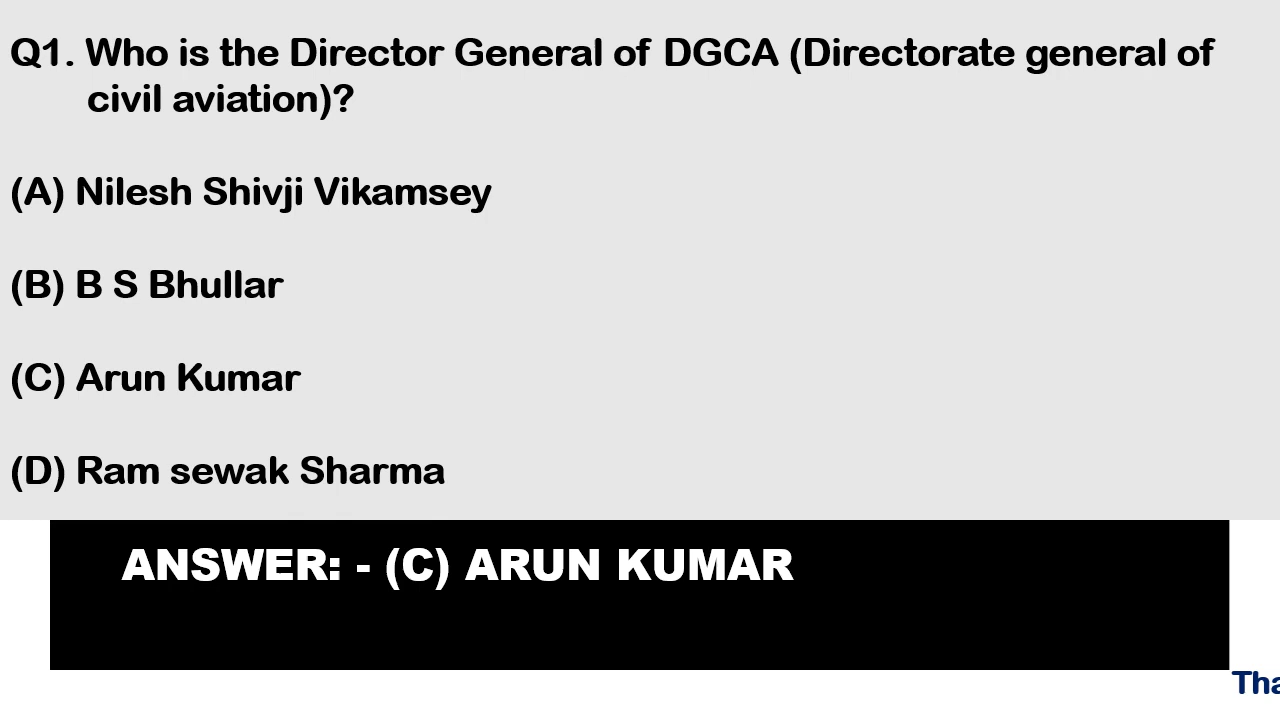 Q1. Who is the Director General of DGCA (Directorate general of
civil aviation)?
(A) Nilesh Shivji Vikamsey
(B) B S Bhullar
(C) Arun Kumar
(D) Ram sewak Sharma
ANSWER: - (C) ARUN KUMAR